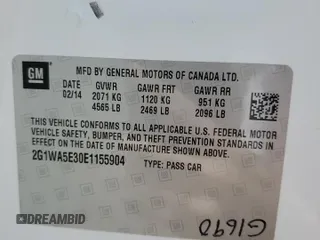 GM
MFD BY GENERAL MOTORS OF CANADA LTD.
DATE GVWR GAWR FRT GAWR RR
02/14 2071 KG 1120 KG 951 KG
4565 LB 2469 LB 2096 LB
THIS VEHICLE CONFORMS TO ALL APPLICABLE U.S. FEDERAL MOTOR
VEHICLE SAFETY, BUMPER, AND THEFT PREVENTION STANDARDS IN
EFFECT ON THE DATE OF MANUFACTURE SHOWN ABOVE.
2G1WA5E30E1155904 TYPE: PASS CAR
G1690
DREAMBID